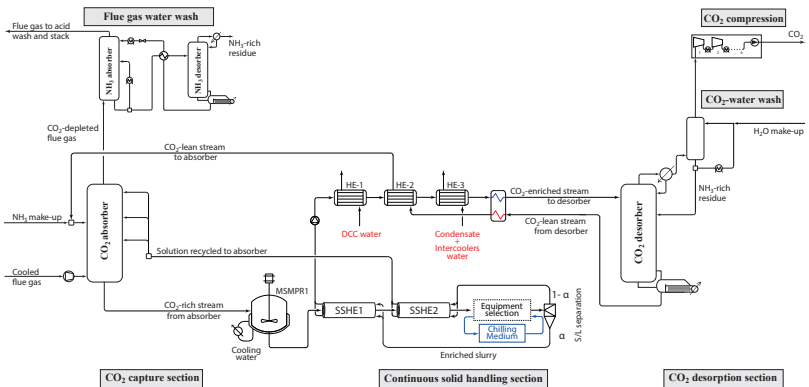 Flue gas to acid
wash and stack
Flue gas water wash
NH3 absorber
NH3 desorber
NH3-rich
residue
CO2 compression
CO2
1
2
CO2-depleted
flue gas
CO2-water wash
H2O make-up
CO2-lean stream
to absorber
HE-1
HE-2
HE-3
CO2-enriched stream
to desorber
NH3-rich
residue
NH3 make-up
CO2 absorber
DCC water
Condensate
+
Intercoolers
water
CO2-lean stream
from desorber
CO2 desorber
Solution recycled to absorber
Cooled
flue gas
CO2-rich stream
from absorber
MSMPR1
Cooling
water
SSHE1
SSHE2
Equipment
selection
Chilling
Medium
1- α
α
S/L separation
Enriched slurry
CO2 capture section
Continuous solid handling section
CO2 desorption section